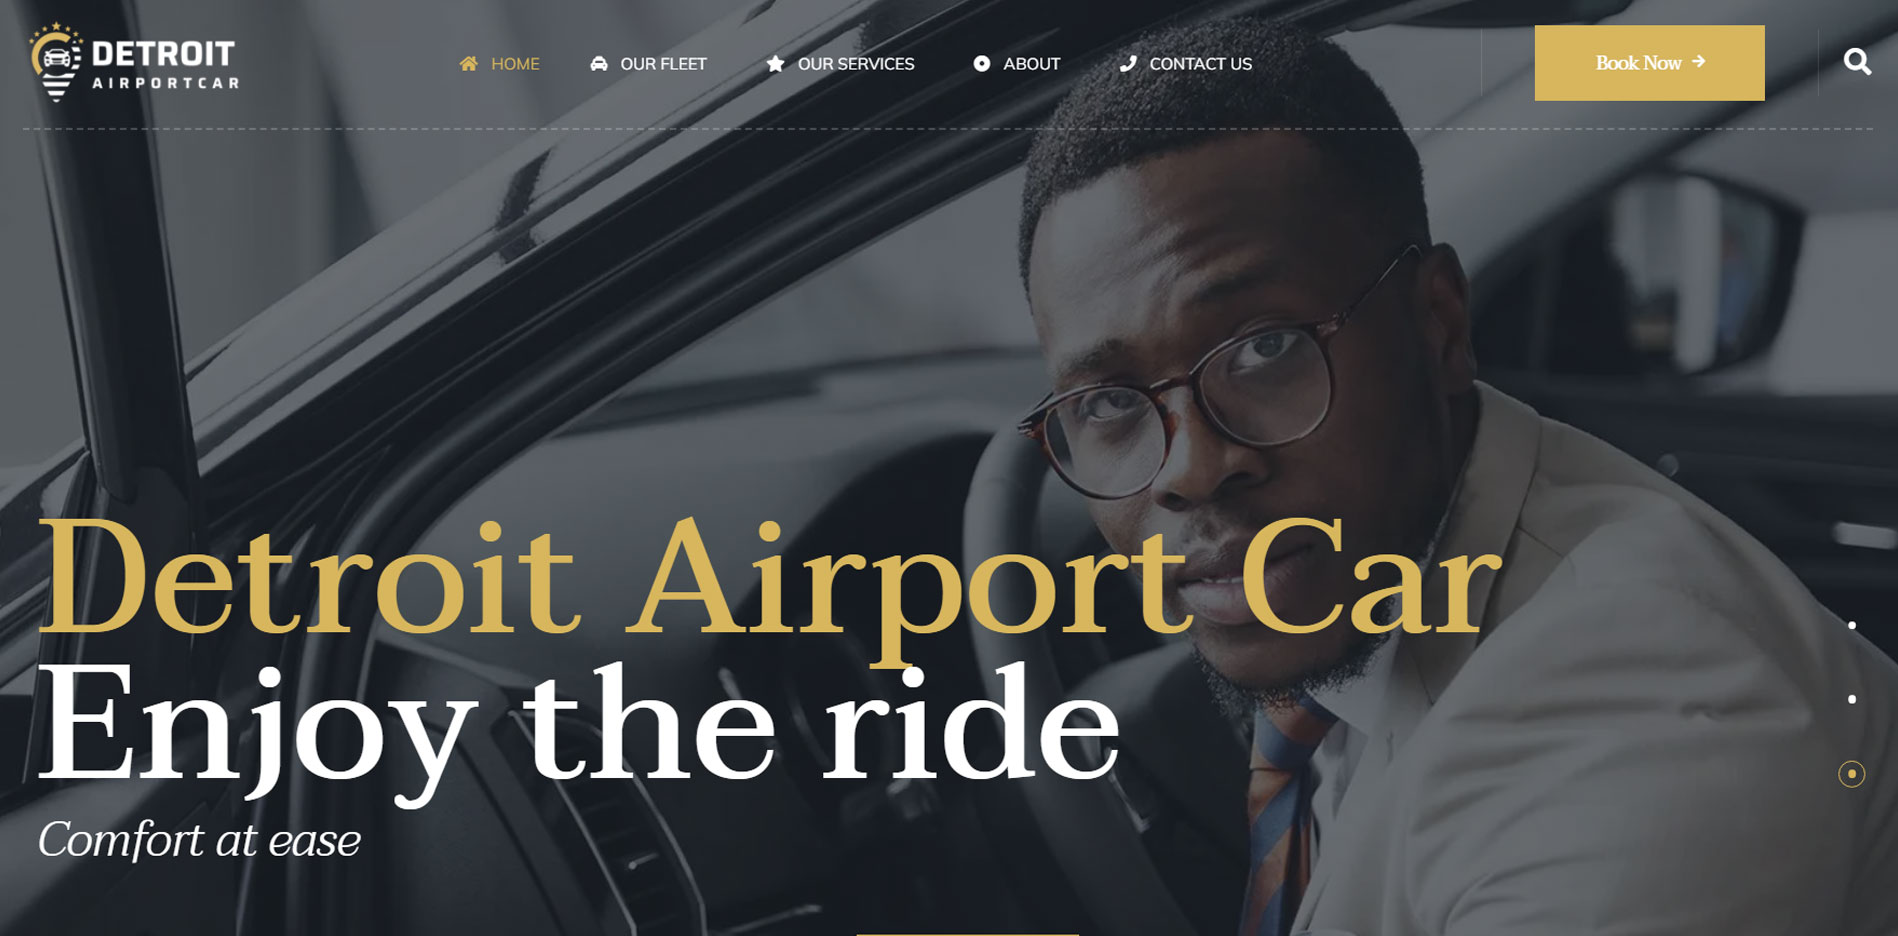 DETROIT
AIRPORTCAR
HOME
OUR FLEET
OUR SERVICES
ABOUT
CONTACT US
Book Now
Detroit Airport Car
Enjoy the ride
Comfort at ease